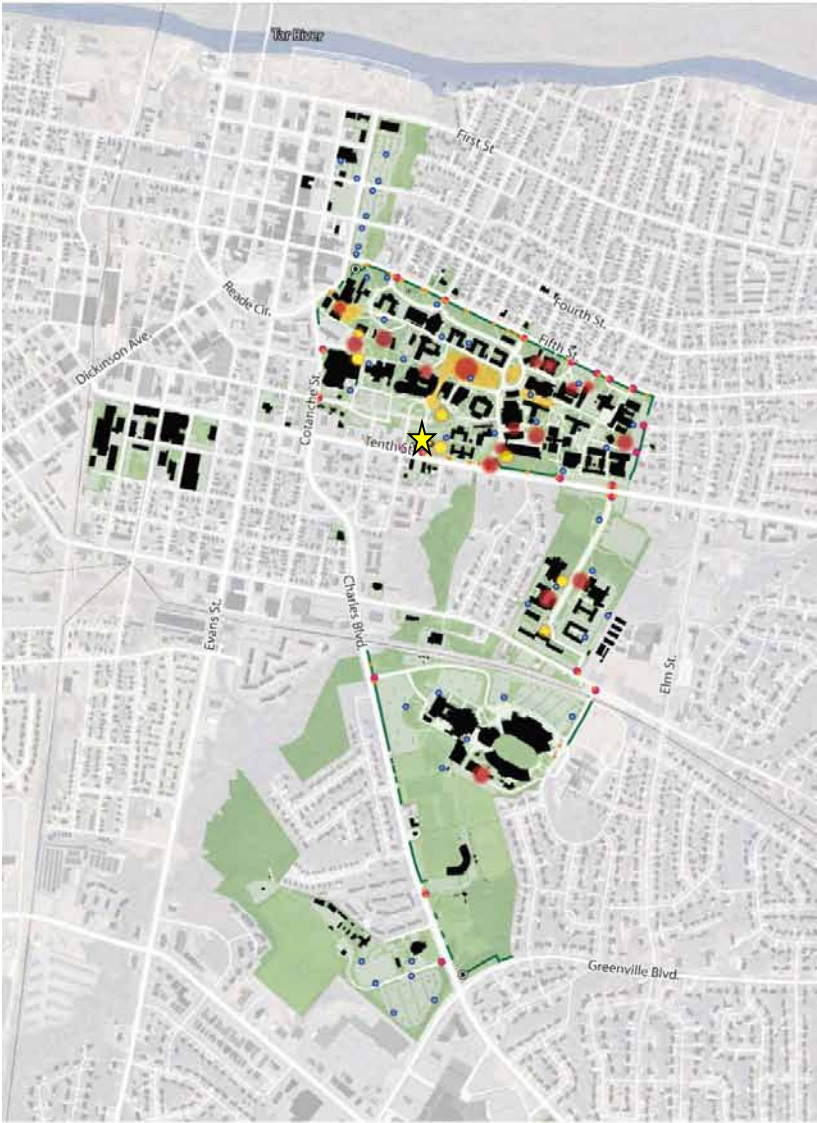 Tar River
First St.
Fourth St.
Reade Cir.
Fifth St.
Dickinson Ave.
Cotanche St.
Tenth St.
Charles Blvd.
Evans St.
Elm St.
Greenville Blvd.